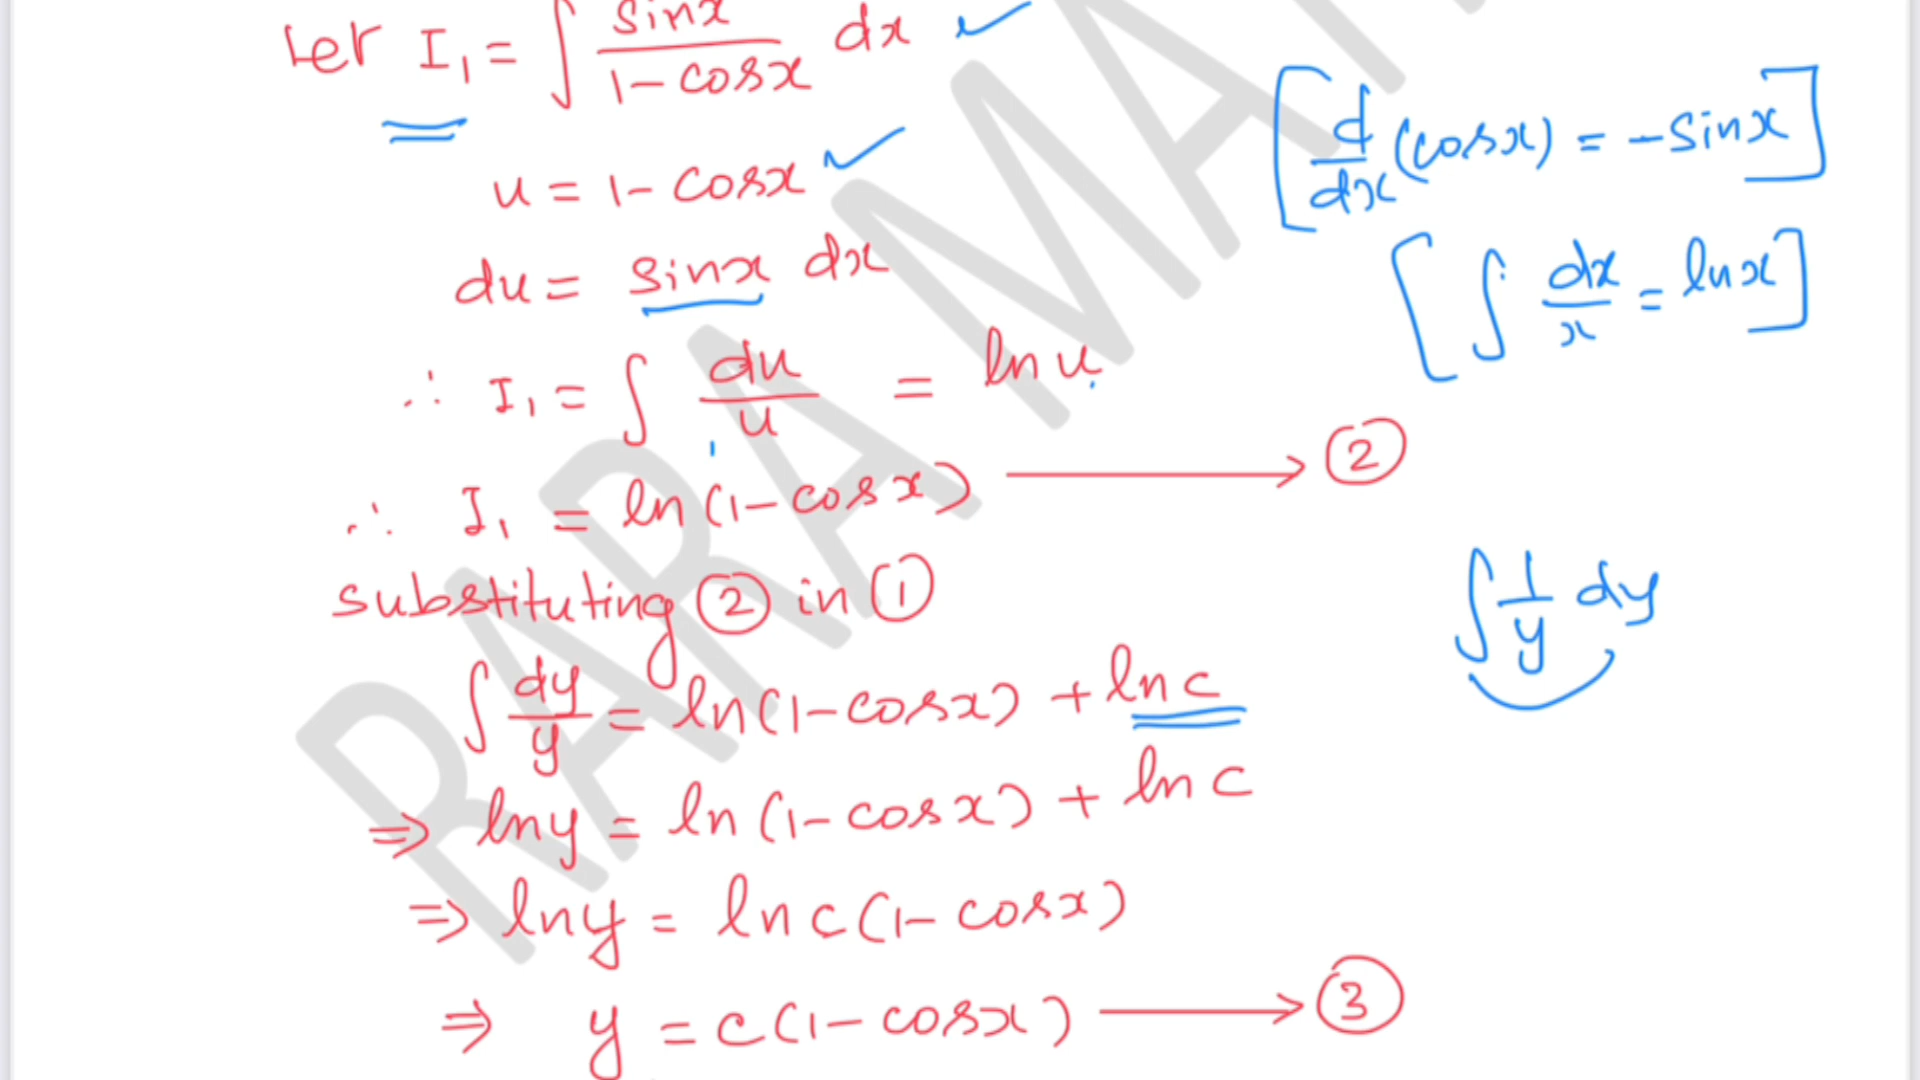 Let I₁ = ∫ sinx/(1-cosx) dx ✓
u = 1-cosx ✓
du = sinx dx
∴ I₁ = ∫ du/u = ln u
∴ I₁ = ln(1-cosx) ⟶ ②
substituting ② in ①
∫ dy/y = ln(1-cosx) + ln c
⇒ lny = ln(1-cosx) + ln c
⇒ lny = ln c(1-cosx)
⇒ y = c(1-cosx) ⟶ ③
[d/dx (cosx) = -sinx]
[∫ dx/x = lnx]
∫ 1/y dy
RARA MA